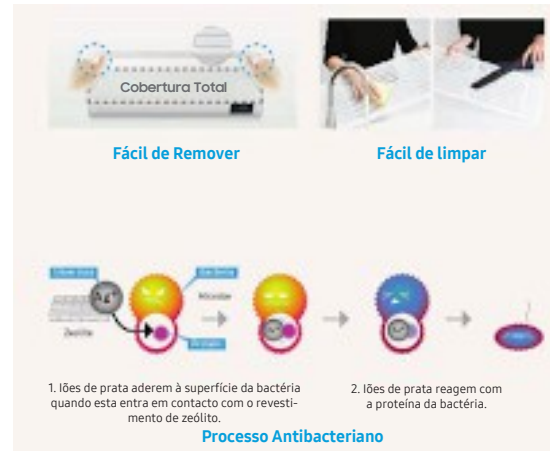 Cobertura Total
Fácil de Remover
Fácil de limpar
Zeólito
1. Iões de prata aderem à superfície da bactéria
quando esta entra em contacto com o revesti-
mento de zeólito.
2. Iões de prata reagem com
a proteína da bactéria.
Processo Antibacteriano